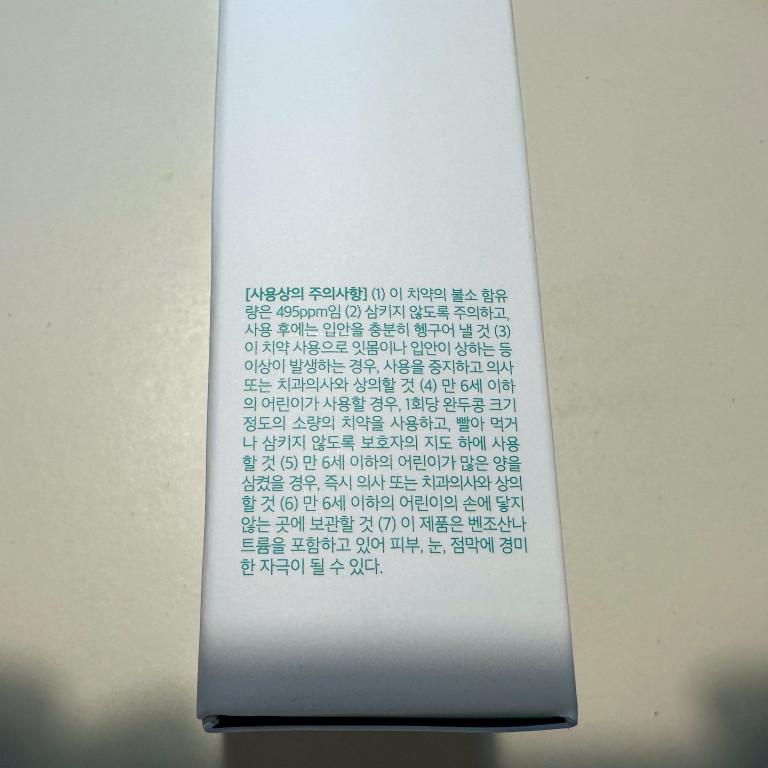 [사용상의 주의사항] (1) 이 치약의 불소 함유
량은 495ppm임 (2) 삼키지 않도록 주의하고,
사용 후에는 입안을 충분히 헹구어 낼 것 (3)
이 치약 사용으로 잇몸이나 입안이 상하는 등
이상이 발생하는 경우, 사용을 중지하고 의사
또는 치과의사와 상의할 것 (4) 만 6세 이하
의 어린이가 사용할 경우, 1회당 완두콩 크기
정도의 소량의 치약을 사용하고, 빨아 먹거
나 삼키지 않도록 보호자의 지도 하에 사용
할 것 (5) 만 6세 이하의 어린이가 많은 양을
삼켰을 경우, 즉시 의사 또는 치과의사와 상의
할 것 (6) 만 6세 이하의 어린이의 손에 닿지
않는 곳에 보관할 것 (7) 이 제품은 벤조산나
트륨을 포함하고 있어 피부, 눈, 점막에 경미
한 자극이 될 수 있다.